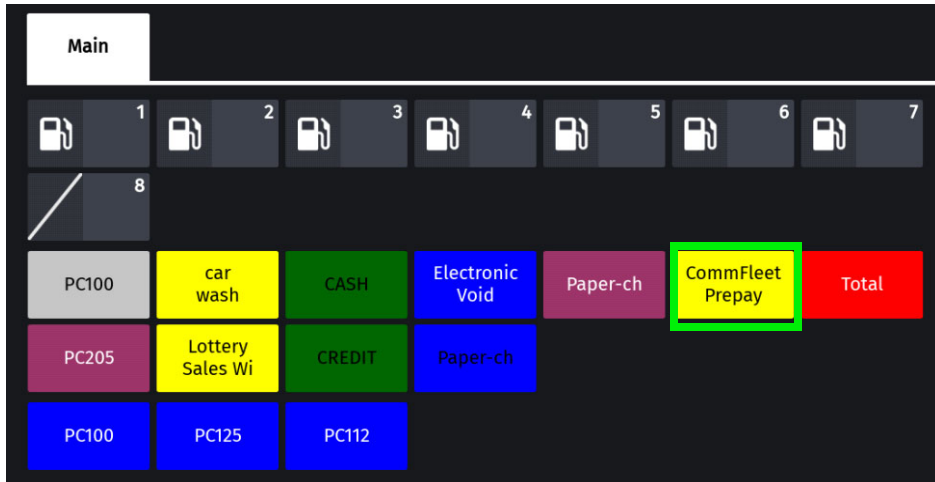 Main
1 2 3 4 5 6 7
8
PC100 car wash CASH Electronic Void Paper-ch CommFleet Prepay Total
PC205 Lottery Sales Wi CREDIT Paper-ch
PC100 PC125 PC112